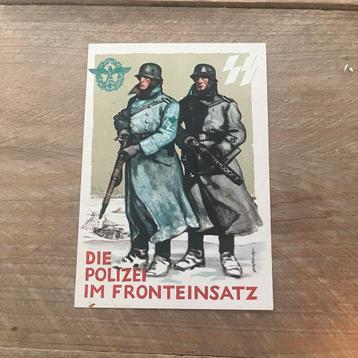 DIE
POLIZEI
IM FRONTEINSATZ